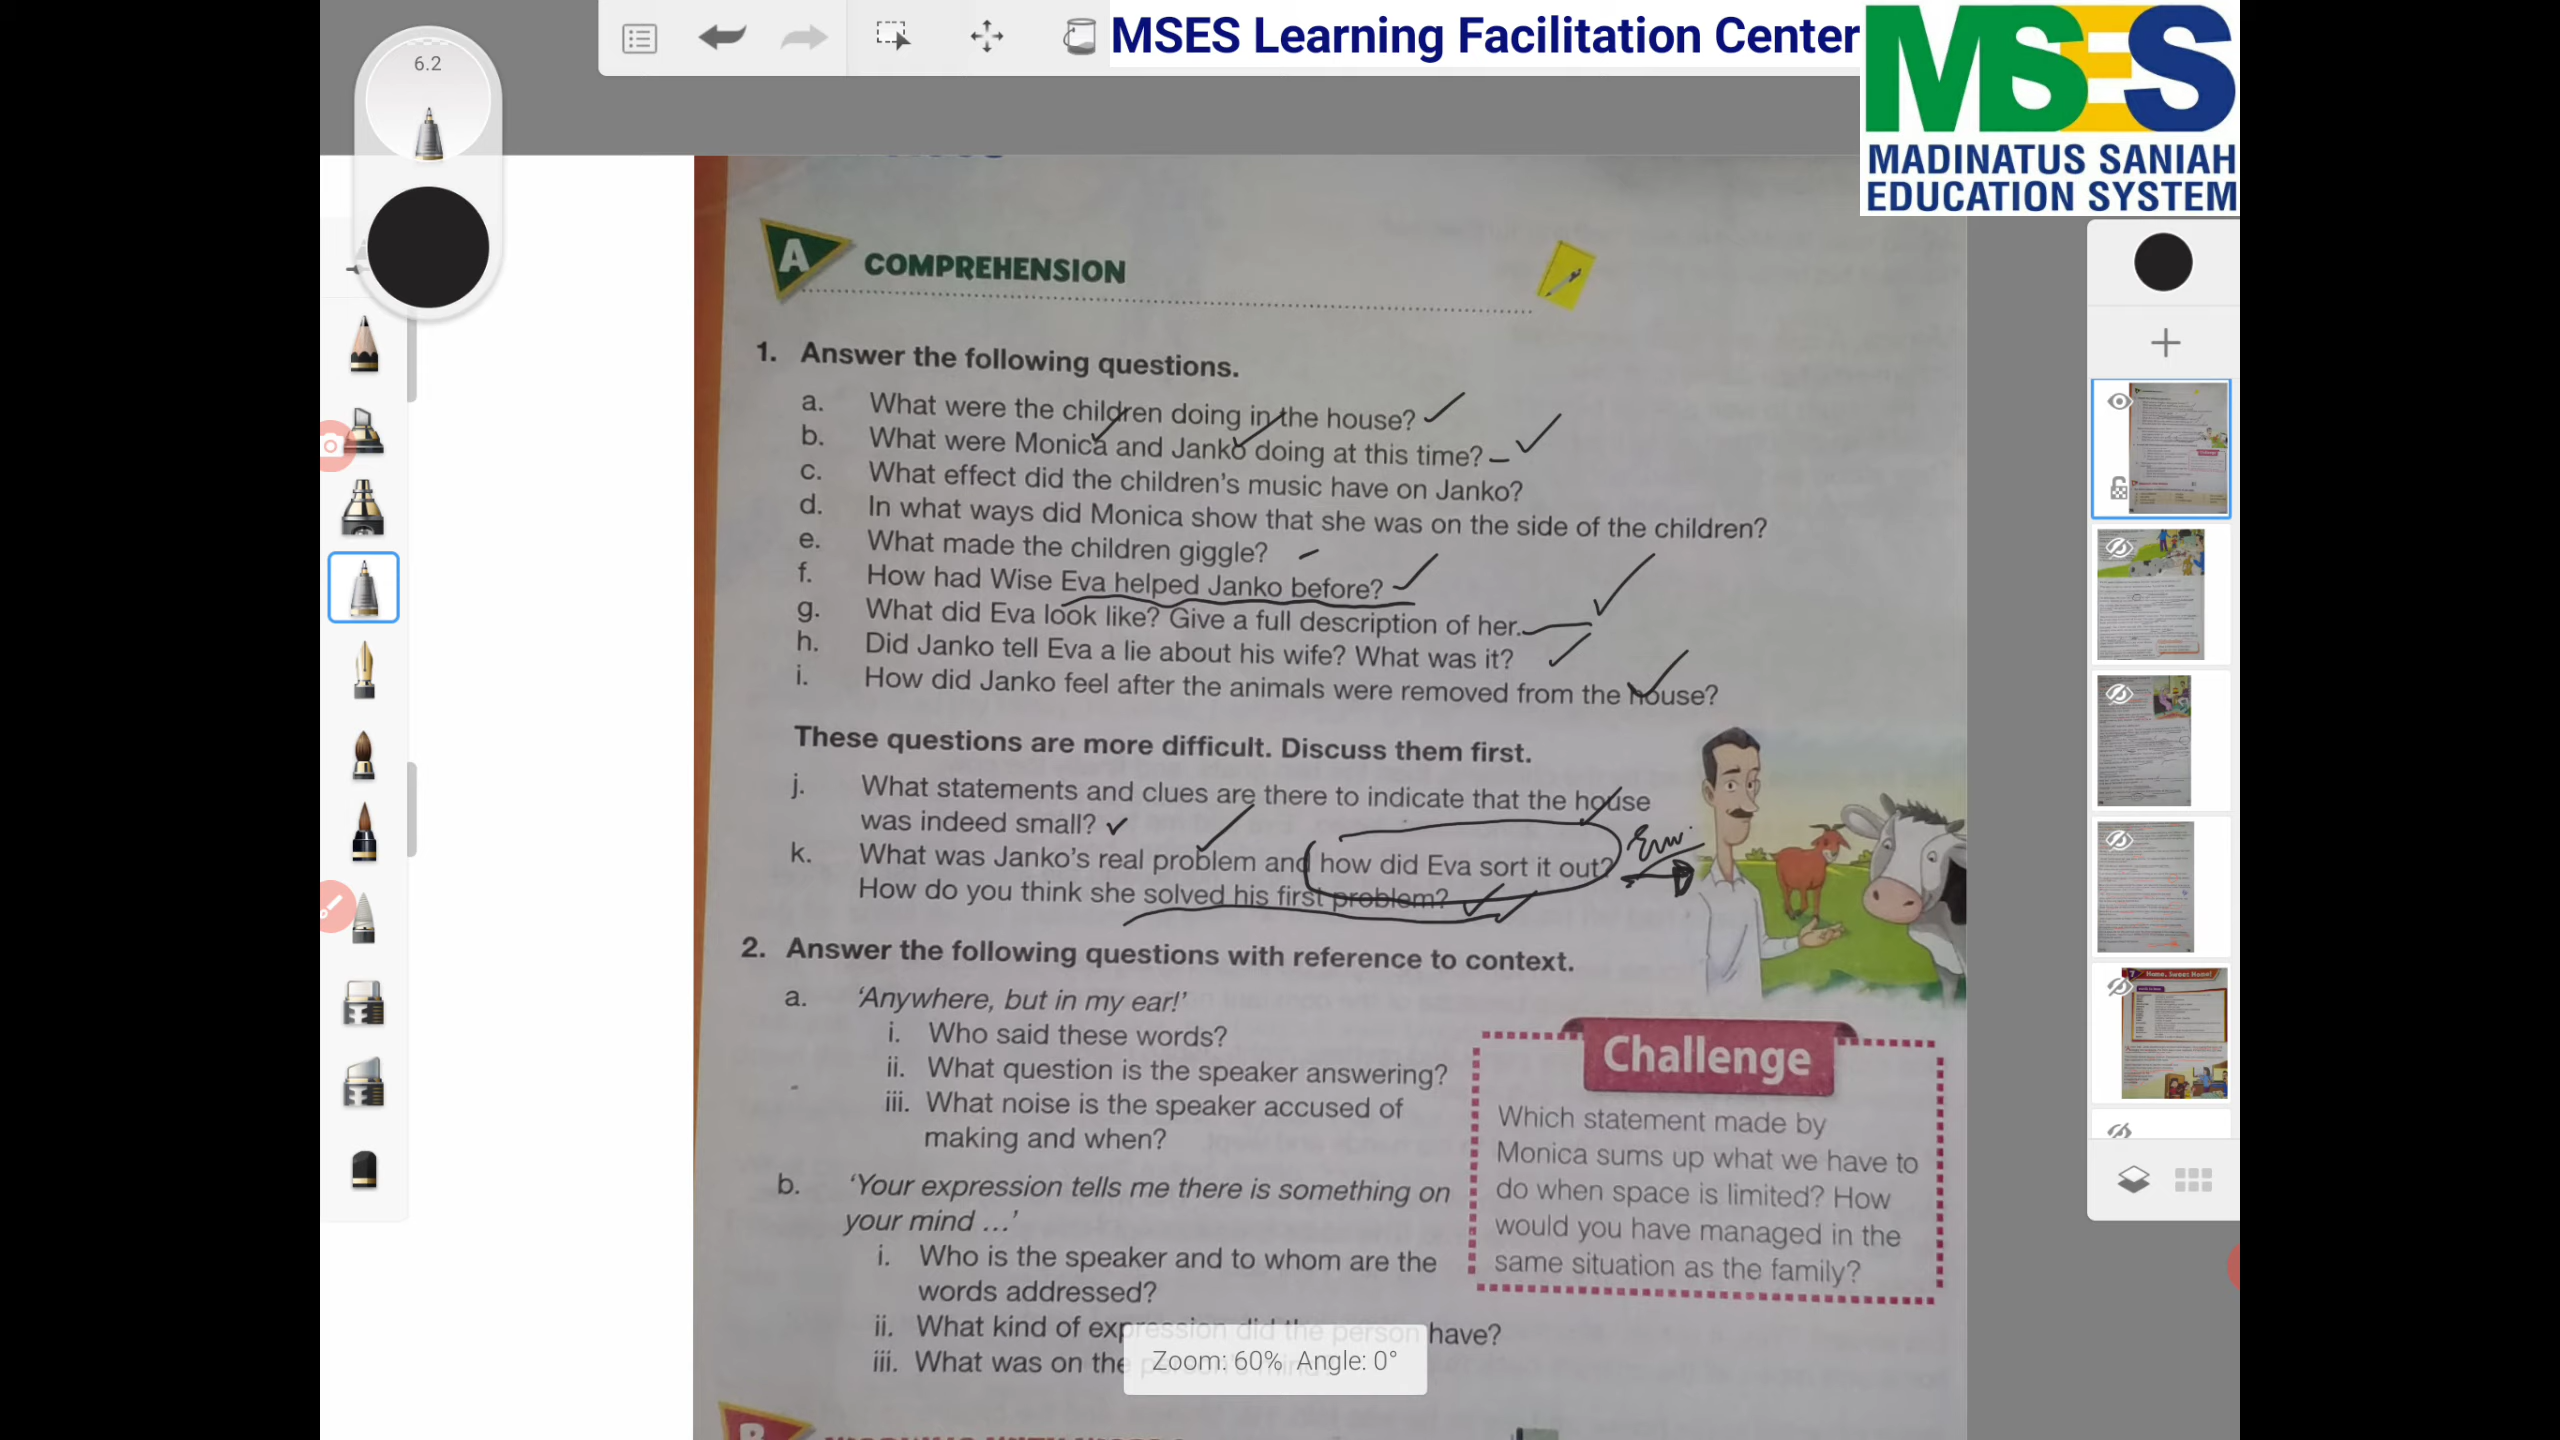 6.2
MSES Learning Facilitation Center
MSES
MADINATUS SANIAH
EDUCATION SYSTEM
A COMPREHENSION
1. Answer the following questions.
a. What were the children doing in the house?
b. What were Monica and Janko doing at this time?
c. What effect did the children's music have on Janko?
d. In what ways did Monica show that she was on the side of the children?
e. What made the children giggle?
f. How had Wise Eva helped Janko before?
g. What did Eva look like? Give a full description of her.
h. Did Janko tell Eva a lie about his wife? What was it?
i. How did Janko feel after the animals were removed from the house?
These questions are more difficult. Discuss them first.
j. What statements and clues are there to indicate that the house
was indeed small?
k. What was Janko's real problem and how did Eva sort it out?
How do you think she solved his first problem?
2. Answer the following questions with reference to context.
a. 'Anywhere, but in my ear!'
i. Who said these words?
ii. What question is the speaker answering?
iii. What noise is the speaker accused of
making and when?
b. 'Your expression tells me there is something on
your mind ...'
i. Who is the speaker and to whom are the
words addressed?
ii. What kind of expression did the person have?
iii. What was on the person's mind?
Challenge
Which statement made by
Monica sums up what we have to
do when space is limited? How
would you have managed in the
same situation as the family?
Zoom: 60% Angle: 0°
B
7 Home, Sweet Home!